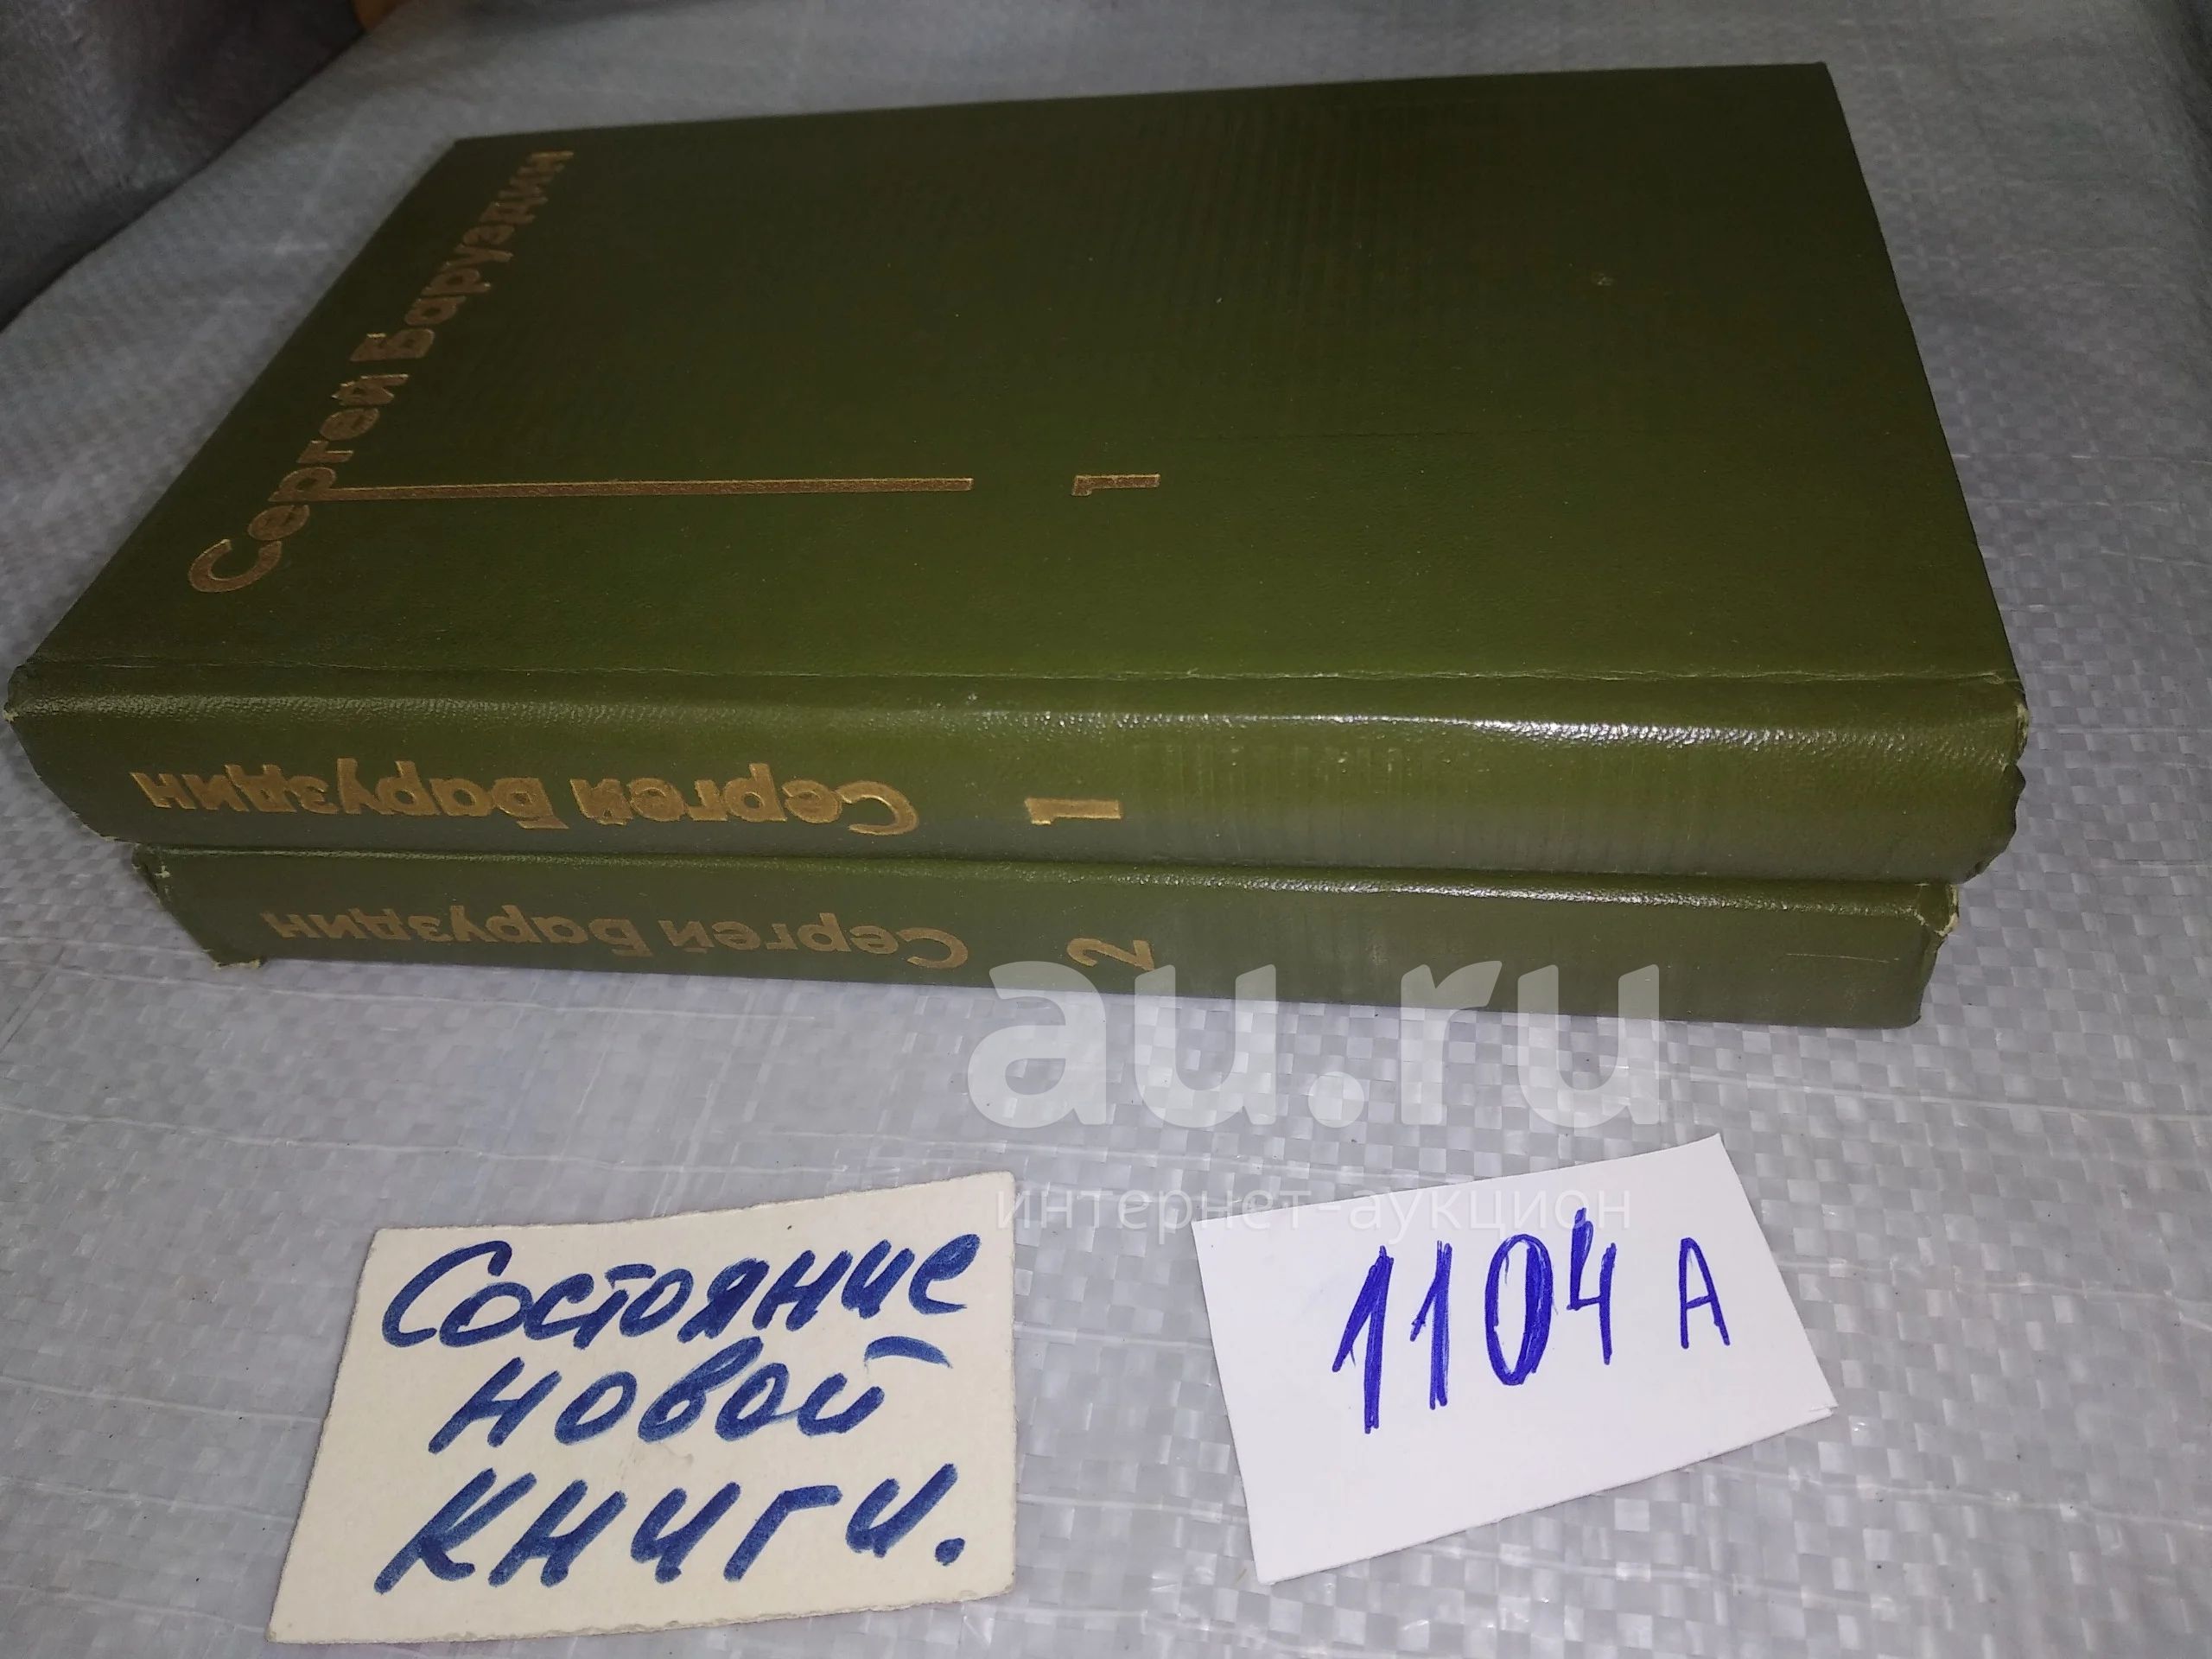 Сергей Баруздин
1
Сергей Баруздин 1
Сергей Баруздин 2
au.ru
интернет-аукцион
Состояние
новой
книги.
1104 А